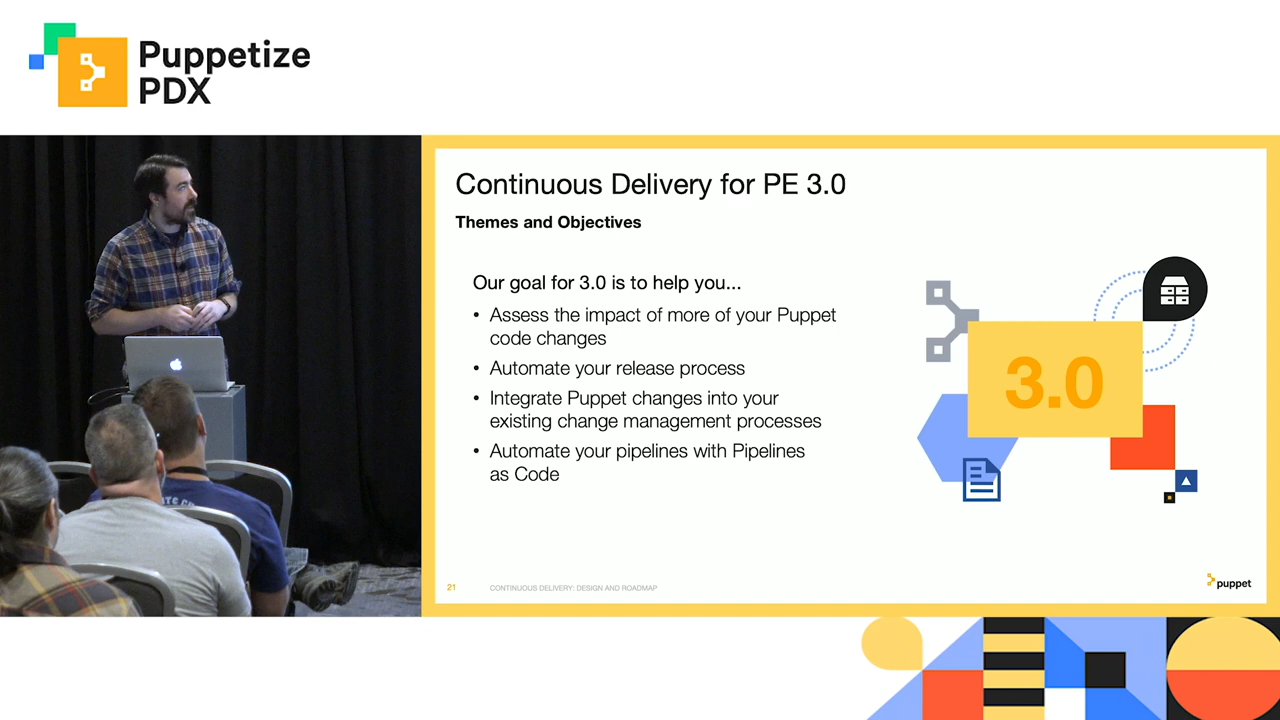 Puppetize
PDX
Continuous Delivery for PE 3.0
Themes and Objectives
Our goal for 3.0 is to help you...
• Assess the impact of more of your Puppet
code changes
• Automate your release process
• Integrate Puppet changes into your
existing change management processes
• Automate your pipelines with Pipelines
as Code
3.0
21
CONTINUOUS DELIVERY: DESIGN AND ROADMAP
puppet